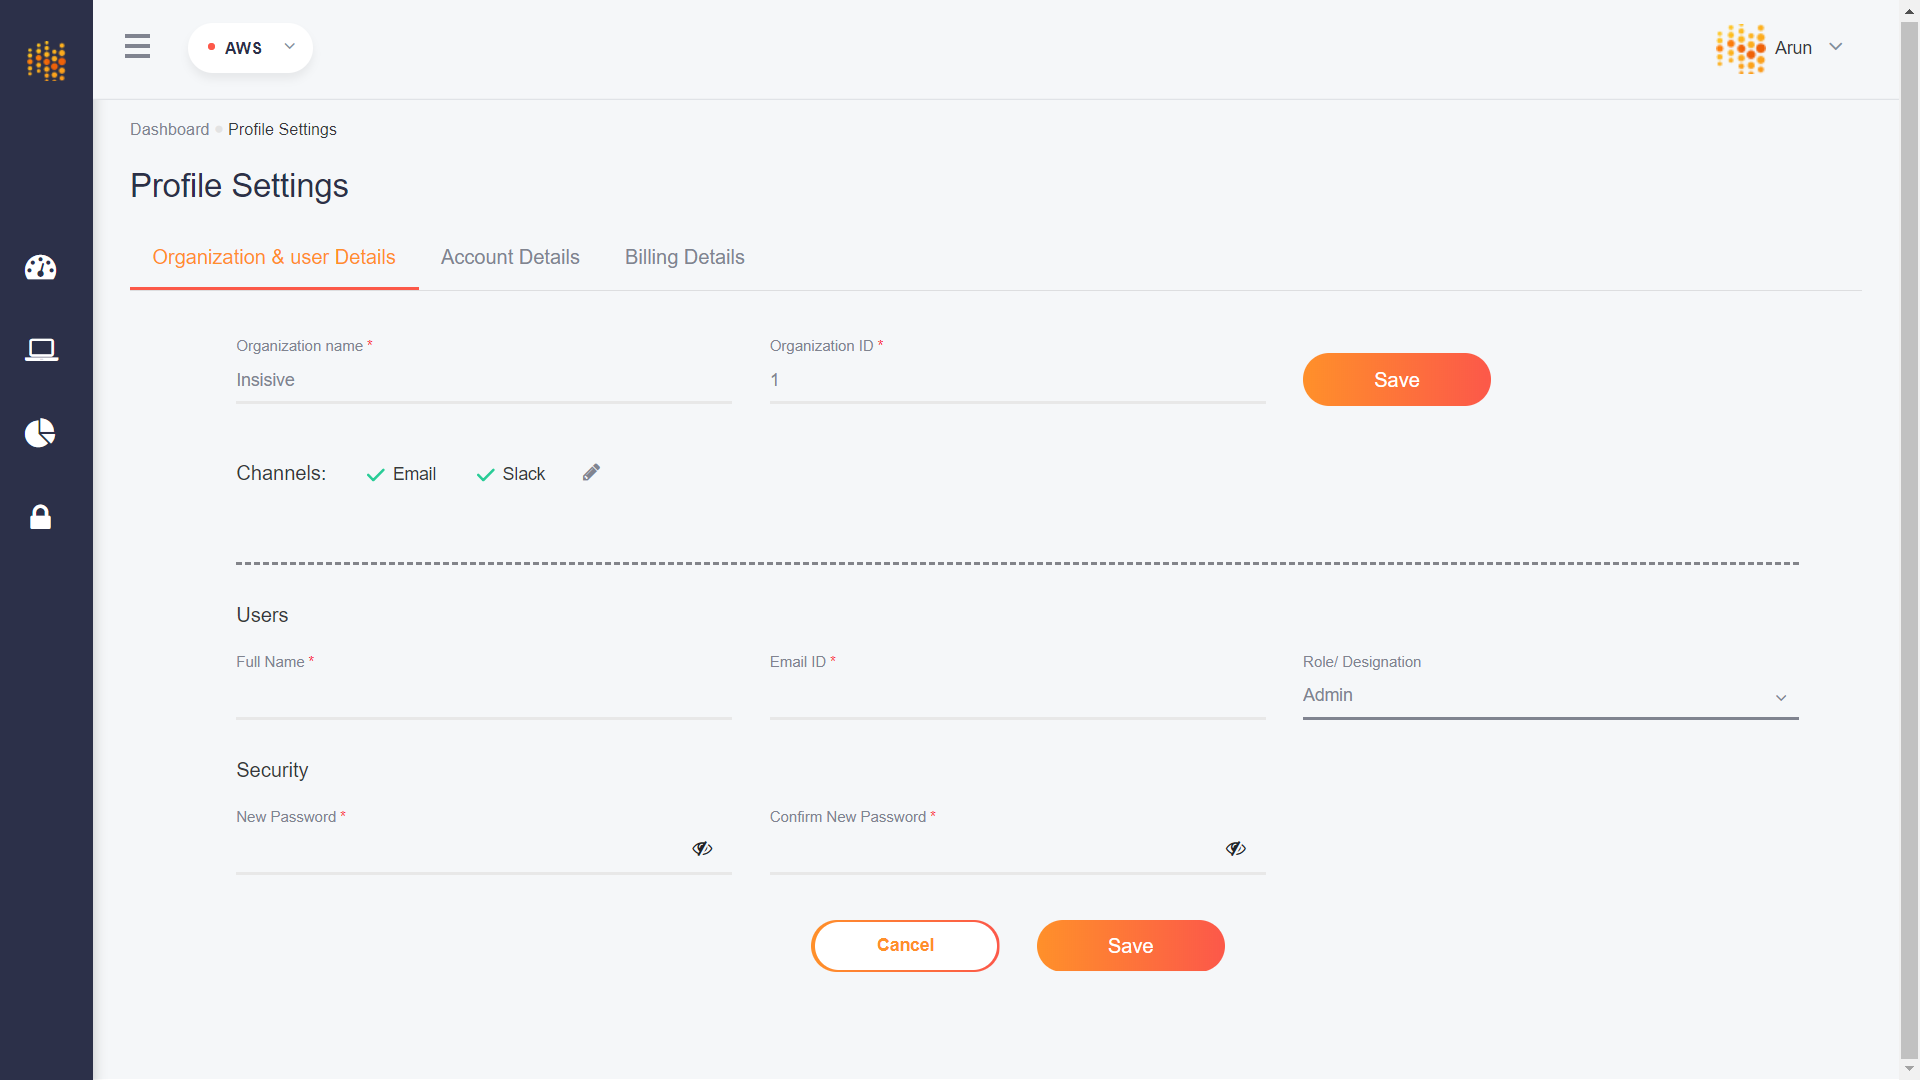 AWS
Arun
Dashboard Profile Settings
Profile Settings
Organization & user Details Account Details Billing Details
Organization name * Organization ID *
Insisive 1 Save
Channels: Email Slack
Users
Full Name * Email ID * Role/ Designation
Admin
Security
New Password * Confirm New Password *
Cancel Save